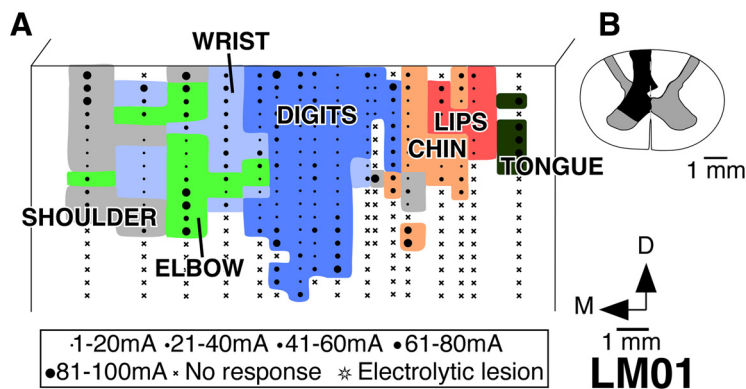 A
B
WRIST
DIGITS
LIPS
CHIN
TONGUE
1 mm
SHOULDER
ELBOW
D
M
1 mm
·1-20mA ·21-40mA •41-60mA •61-80mA
•81-100mA × No response ✲ Electrolytic lesion
LM01